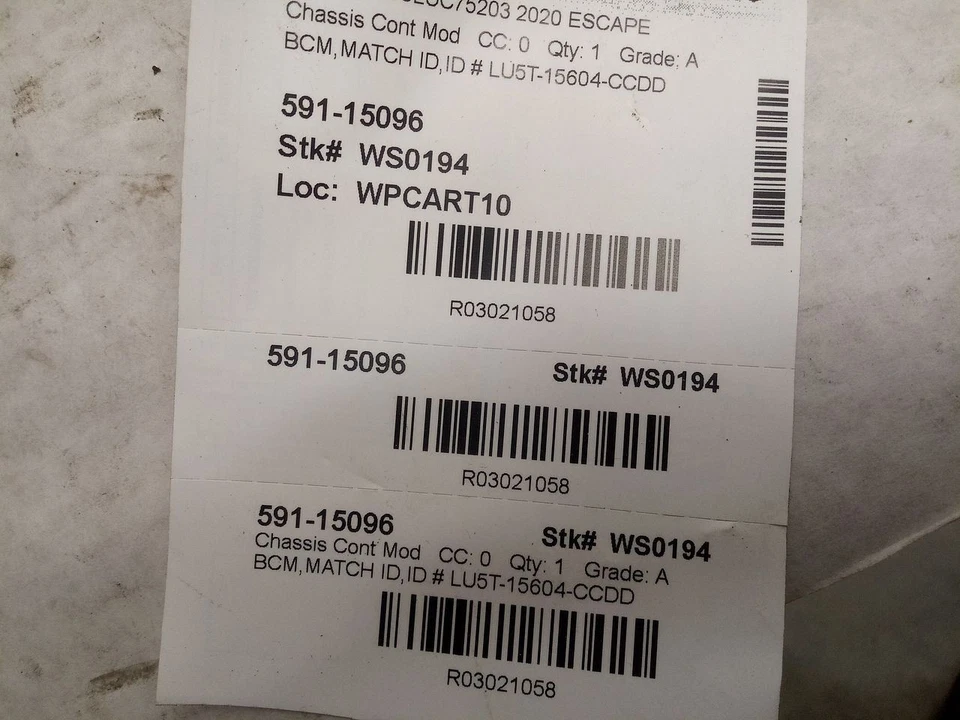 2020 ESCAPE
Chassis Cont Mod CC: 0 Qty: 1 Grade: A
BCM,MATCH ID,ID # LU5T-15604-CCDD
591-15096
Stk# WS0194
Loc: WPCART10
R03021058
591-15096 Stk# WS0194
R03021058
591-15096 Stk# WS0194
Chassis Cont Mod CC: 0 Qty: 1 Grade: A
BCM,MATCH ID,ID # LU5T-15604-CCDD
R03021058